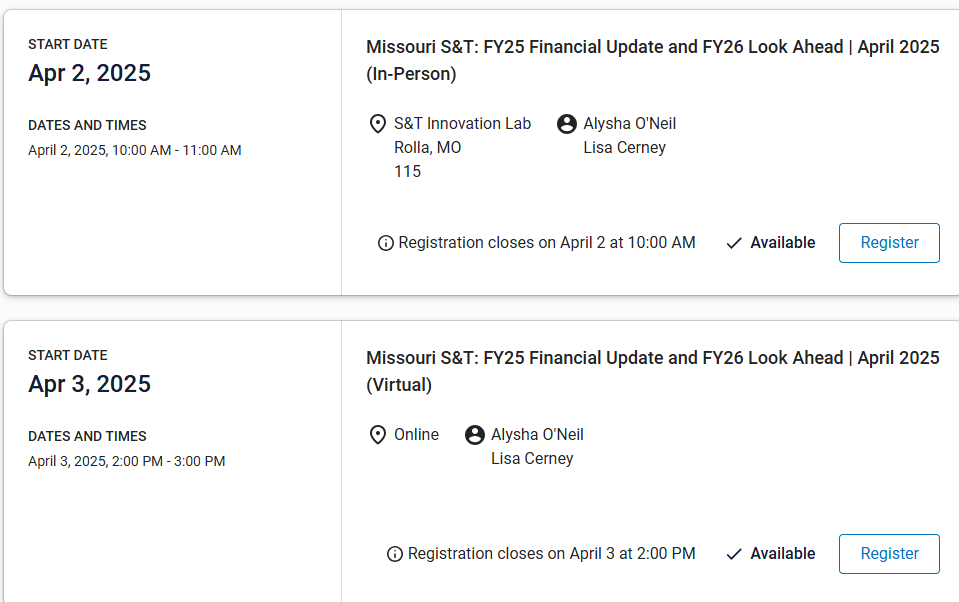 START DATE
Apr 2, 2025
DATES AND TIMES
April 2, 2025, 10:00 AM - 11:00 AM
Missouri S&T: FY25 Financial Update and FY26 Look Ahead | April 2025
(In-Person)
S&T Innovation Lab
Rolla, MO
115
Alysha O'Neil
Lisa Cerney
Registration closes on April 2 at 10:00 AM
Available
Register
START DATE
Apr 3, 2025
DATES AND TIMES
April 3, 2025, 2:00 PM - 3:00 PM
Missouri S&T: FY25 Financial Update and FY26 Look Ahead | April 2025
(Virtual)
Online
Alysha O'Neil
Lisa Cerney
Registration closes on April 3 at 2:00 PM
Available
Register